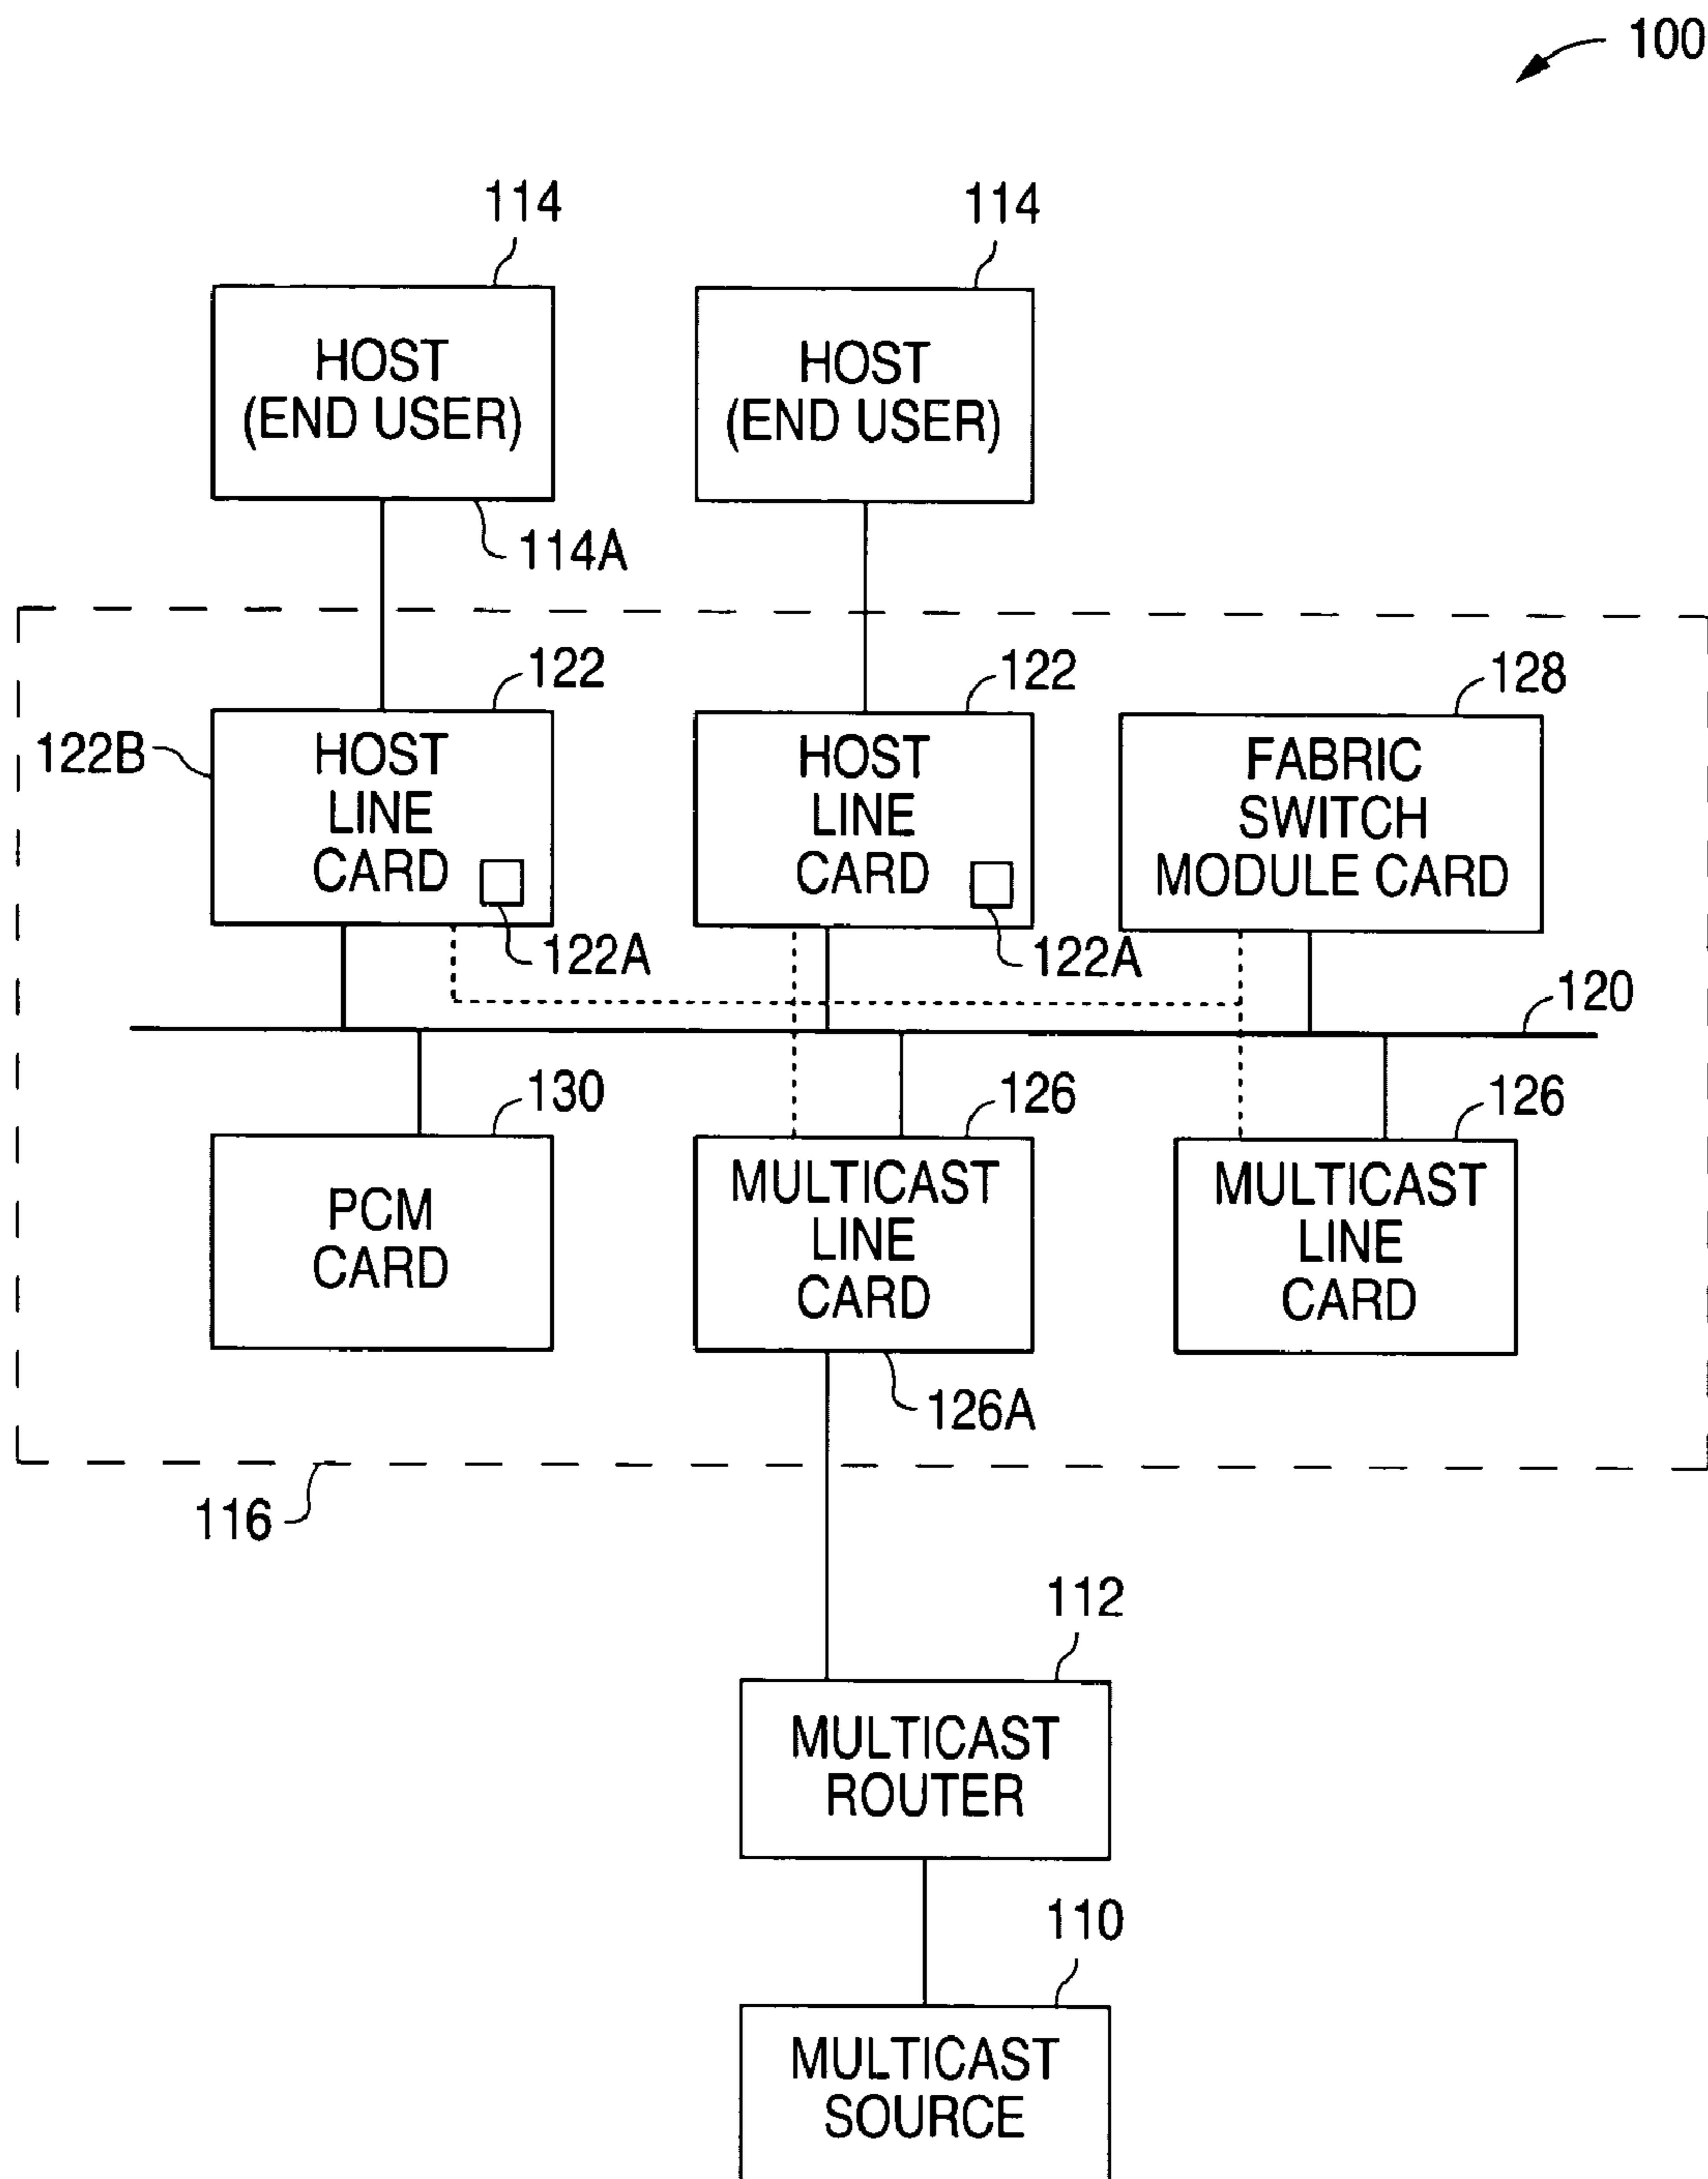 100
114
114
HOST
(END USER)
HOST
(END USER)
114A
122
122
128
122B
HOST
LINE
CARD
HOST
LINE
CARD
FABRIC
SWITCH
MODULE CARD
122A
122A
120
130
126
126
PCM
CARD
MULTICAST
LINE
CARD
MULTICAST
LINE
CARD
126A
116
112
MULTICAST
ROUTER
110
MULTICAST
SOURCE